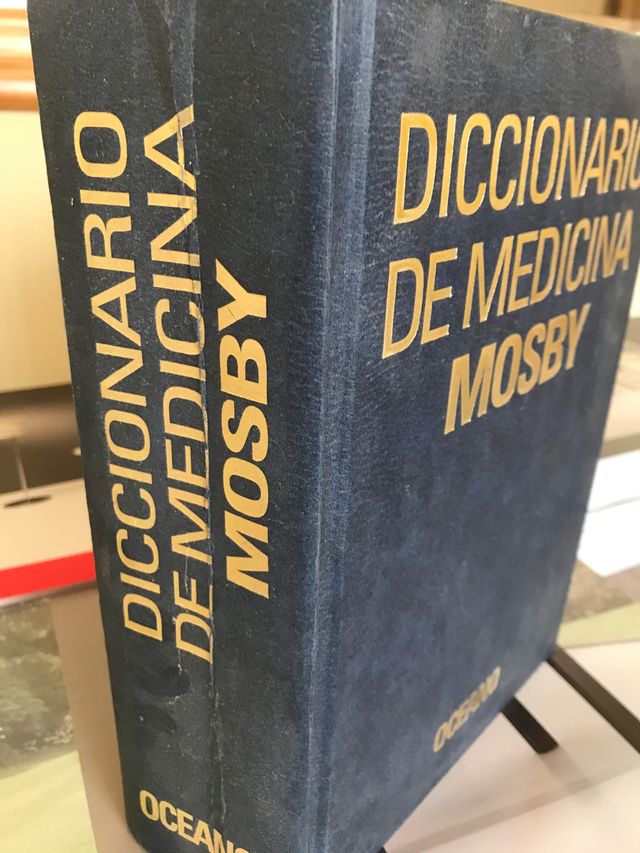 DICCIONARIO
DE MEDICINA
MOSBY
OCEANO
DICCIONARIO
DE MEDICINA
MOSBY
OCEANO